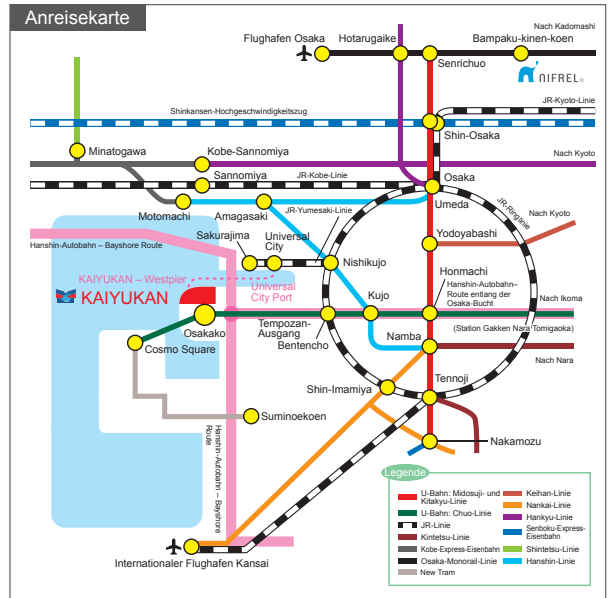 Anreisekarte
Nach Kadomashi
Flughafen Osaka
Hotarugaike
Bampaku-kinen-koen
Senrichuo
NIFREL
JR-Kyoto-Linie
Shinkansen-Hochgeschwindigkeitszug
Shin-Osaka
Minatogawa
Kobe-Sannomiya
Nach Kyoto
Sannomiya
JR-Kobe-Linie
Osaka
Umeda
Motomachi
Amagasaki
JR-Yumesaki-Linie
JR-Ringlinie
Nach Kyoto
Sakurajima
Universal
City
Yodoyabashi
Hanshin-Autobahn – Bayshore Route
Nishikujo
KAIYUKAN – Westpier
KAIYUKAN
Universal
City Port
Kujo
Honmachi
Hanshin-Autobahn–
Route entlang der
Osaka-Bucht
Nach Ikoma
Osakako
Tempozan-
Ausgang
Bentencho
Namba
(Station Gakken Nara Tomigaoka)
Cosmo Square
Nach Nara
Shin-Imamiya
Tennoji
Suminoekoen
Hanshin-Autobahn – Bayshore
Route
Nakamozu
Internationaler Flughafen Kansai
Legende
U-Bahn: Midosuji- und
Kitakyu-Linie
U-Bahn: Chuo-Linie
JR-Linie
Kintetsu-Linie
Kobe-Express-Eisenbahn
Osaka-Monorail-Linie
New Tram
Keihan-Linie
Nankai-Linie
Hankyu-Linie
Senboku-Express-
Eisenbahn
Shintetsu-Linie
Hanshin-Linie